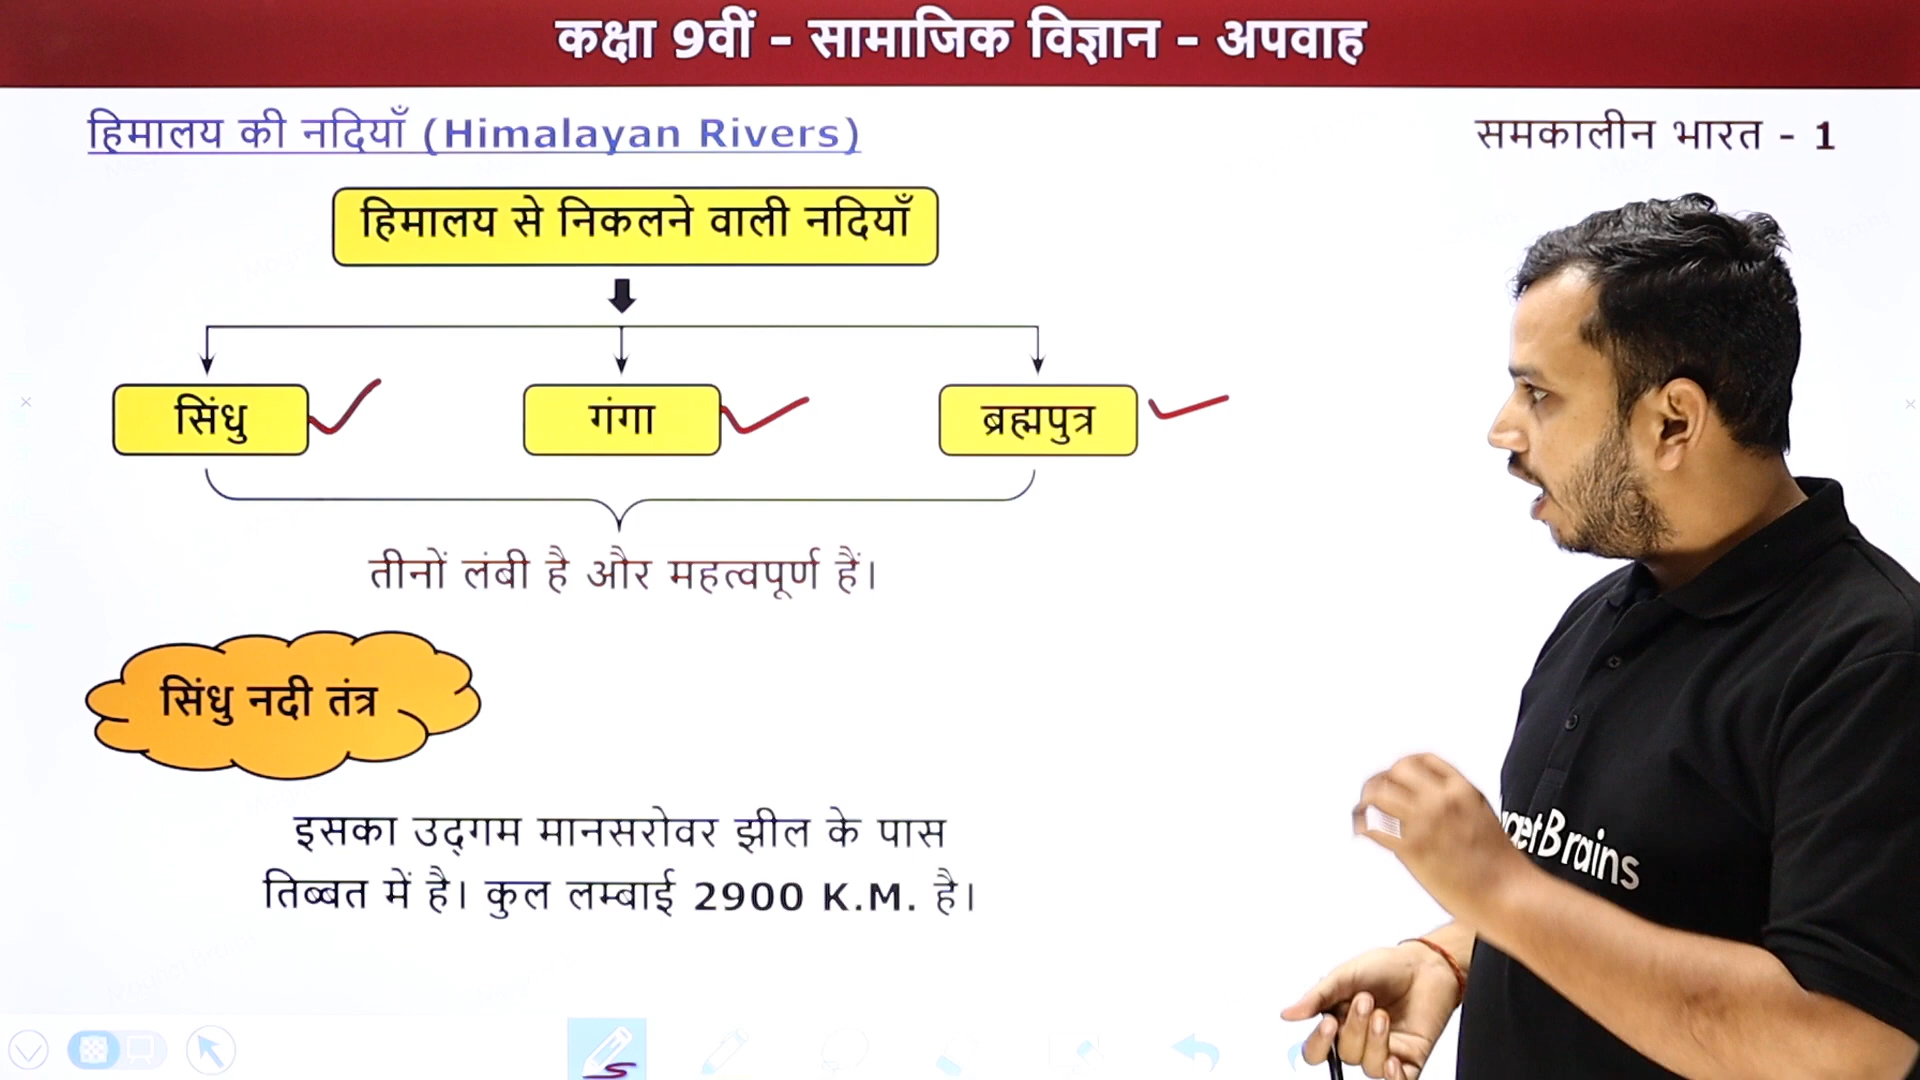 कक्षा 9वीं - सामाजिक विज्ञान - अपवाह
हिमालय की नदियाँ (Himalayan Rivers)
समकालीन भारत - 1
हिमालय से निकलने वाली नदियाँ
सिंधु
गंगा
ब्रह्मपुत्र
तीनों लंबी है और महत्वपूर्ण हैं।
सिंधु नदी तंत्र
इसका उद्‌गम मानसरोवर झील के पास
तिब्बत में है। कुल लम्बाई 2900 K.M. है।
Brains